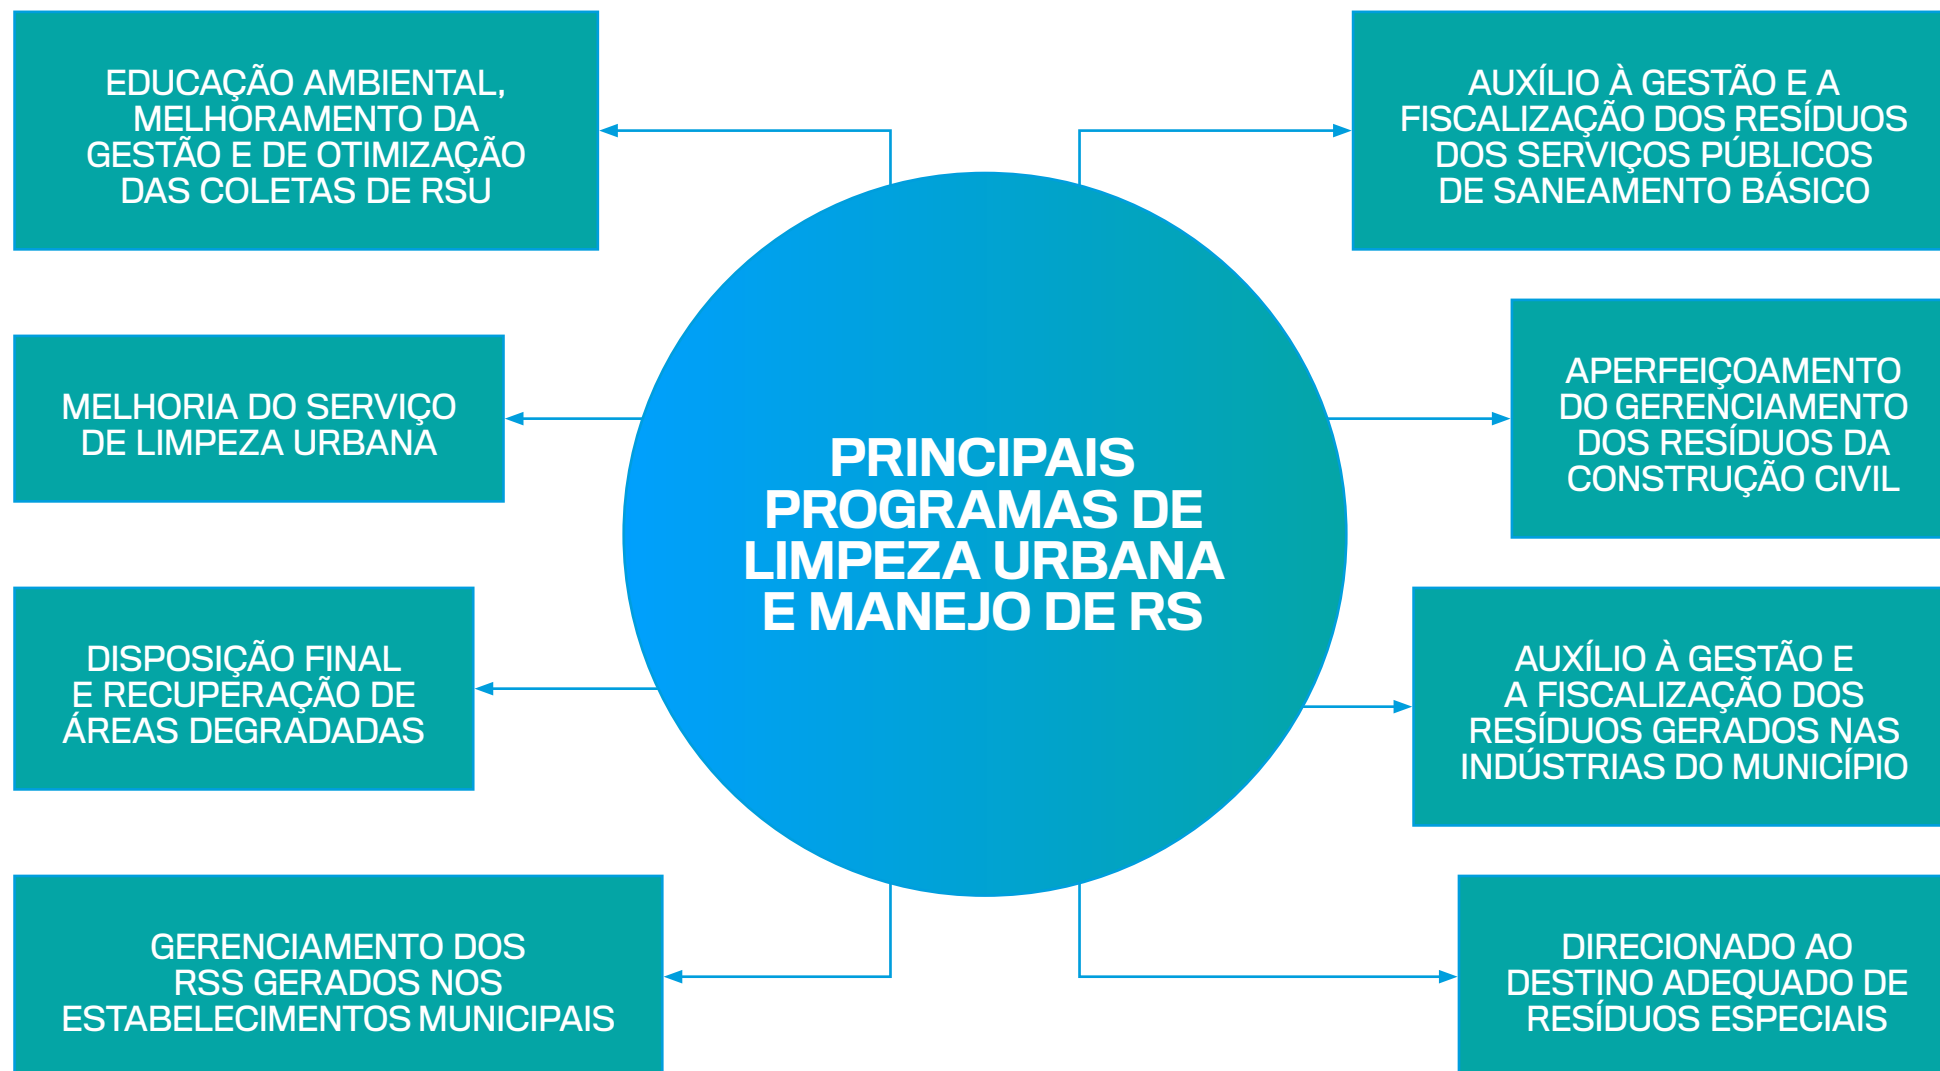 EDUCAÇÃO AMBIENTAL,
MELHORAMENTO DA
GESTÃO E DE OTIMIZAÇÃO
DAS COLETAS DE RSU
MELHORIA DO SERVIÇO
DE LIMPEZA URBANA
DISPOSIÇÃO FINAL
E RECUPERAÇÃO DE
ÁREAS DEGRADADAS
GERENCIAMENTO DOS
RSS GERADOS NOS
ESTABELECIMENTOS MUNICIPAIS
PRINCIPAIS
PROGRAMAS DE
LIMPEZA URBANA
E MANEJO DE RS
AUXÍLIO À GESTÃO E A
FISCALIZAÇÃO DOS RESÍDUOS
DOS SERVIÇOS PÚBLICOS
DE SANEAMENTO BÁSICO
APERFEIÇOAMENTO
DO GERENCIAMENTO
DOS RESÍDUOS DA
CONSTRUÇÃO CIVIL
AUXÍLIO À GESTÃO E
A FISCALIZAÇÃO DOS
RESÍDUOS GERADOS NAS
INDÚSTRIAS DO MUNICÍPIO
DIRECIONADO AO
DESTINO ADEQUADO DE
RESÍDUOS ESPECIAIS